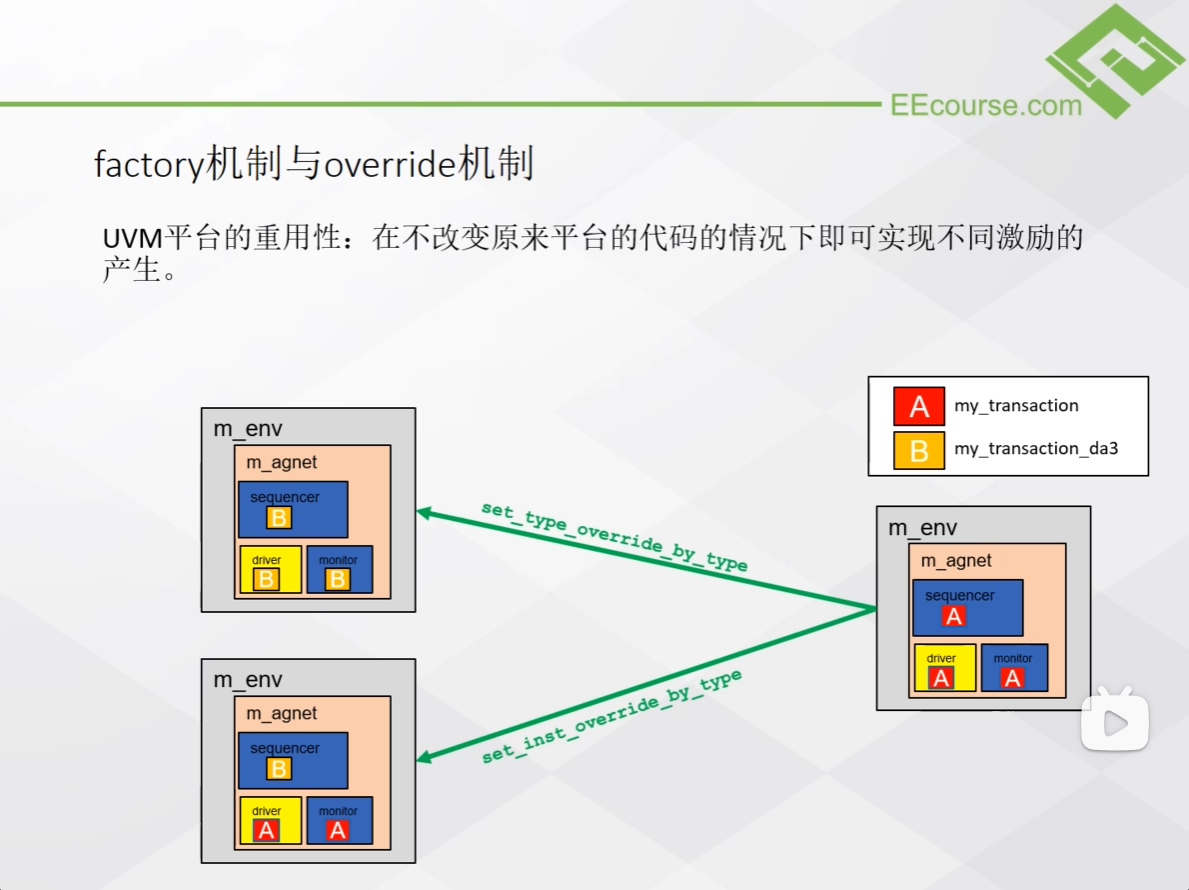 EEcourse.com
factory机制与override机制
UVM平台的重用性：在不改变原来平台的代码的情况下即可实现不同激励的
产生。
A my_transaction
B my_transaction_da3
m_env
m_agnet
sequencer
B
driver monitor
B B
set_type_override_by_type
m_env
m_agnet
sequencer
A
driver monitor
A A
set_inst_override_by_type
m_env
m_agnet
sequencer
B
driver monitor
A A